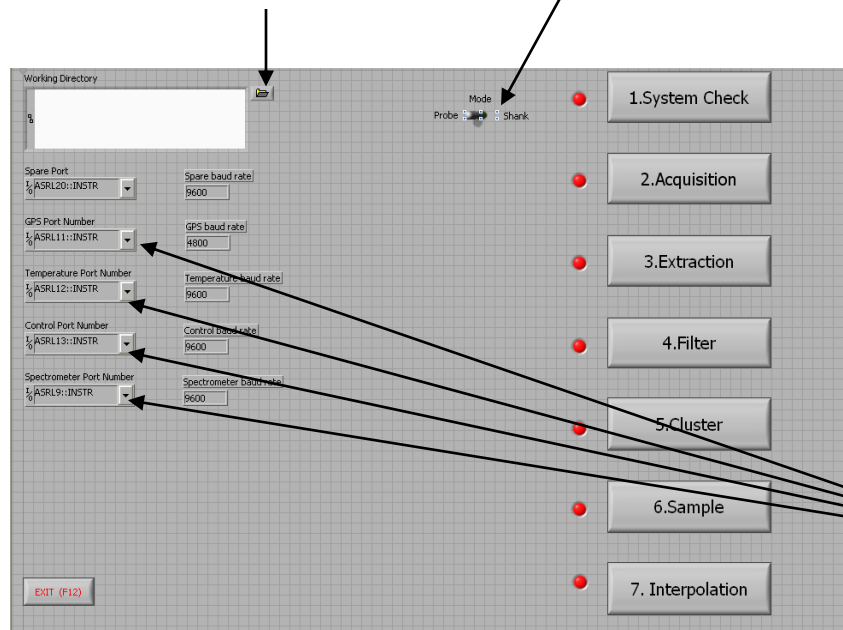 Working Directory
Mode
Probe
Shank
Spare Port
ASRL20::INSTR
Spare baud rate
9600
GPS Port Number
ASRL11::INSTR
GPS baud rate
4800
Temperature Port Number
ASRL12::INSTR
Temperature baud rate
9600
Control Port Number
ASRL13::INSTR
Control baud rate
9600
Spectrometer Port Number
ASRL9::INSTR
Spectrometer baud rate
9600
EXIT (F12)
1.System Check
2.Acquisition
3.Extraction
4.Filter
5.Cluster
6.Sample
7. Interpolation